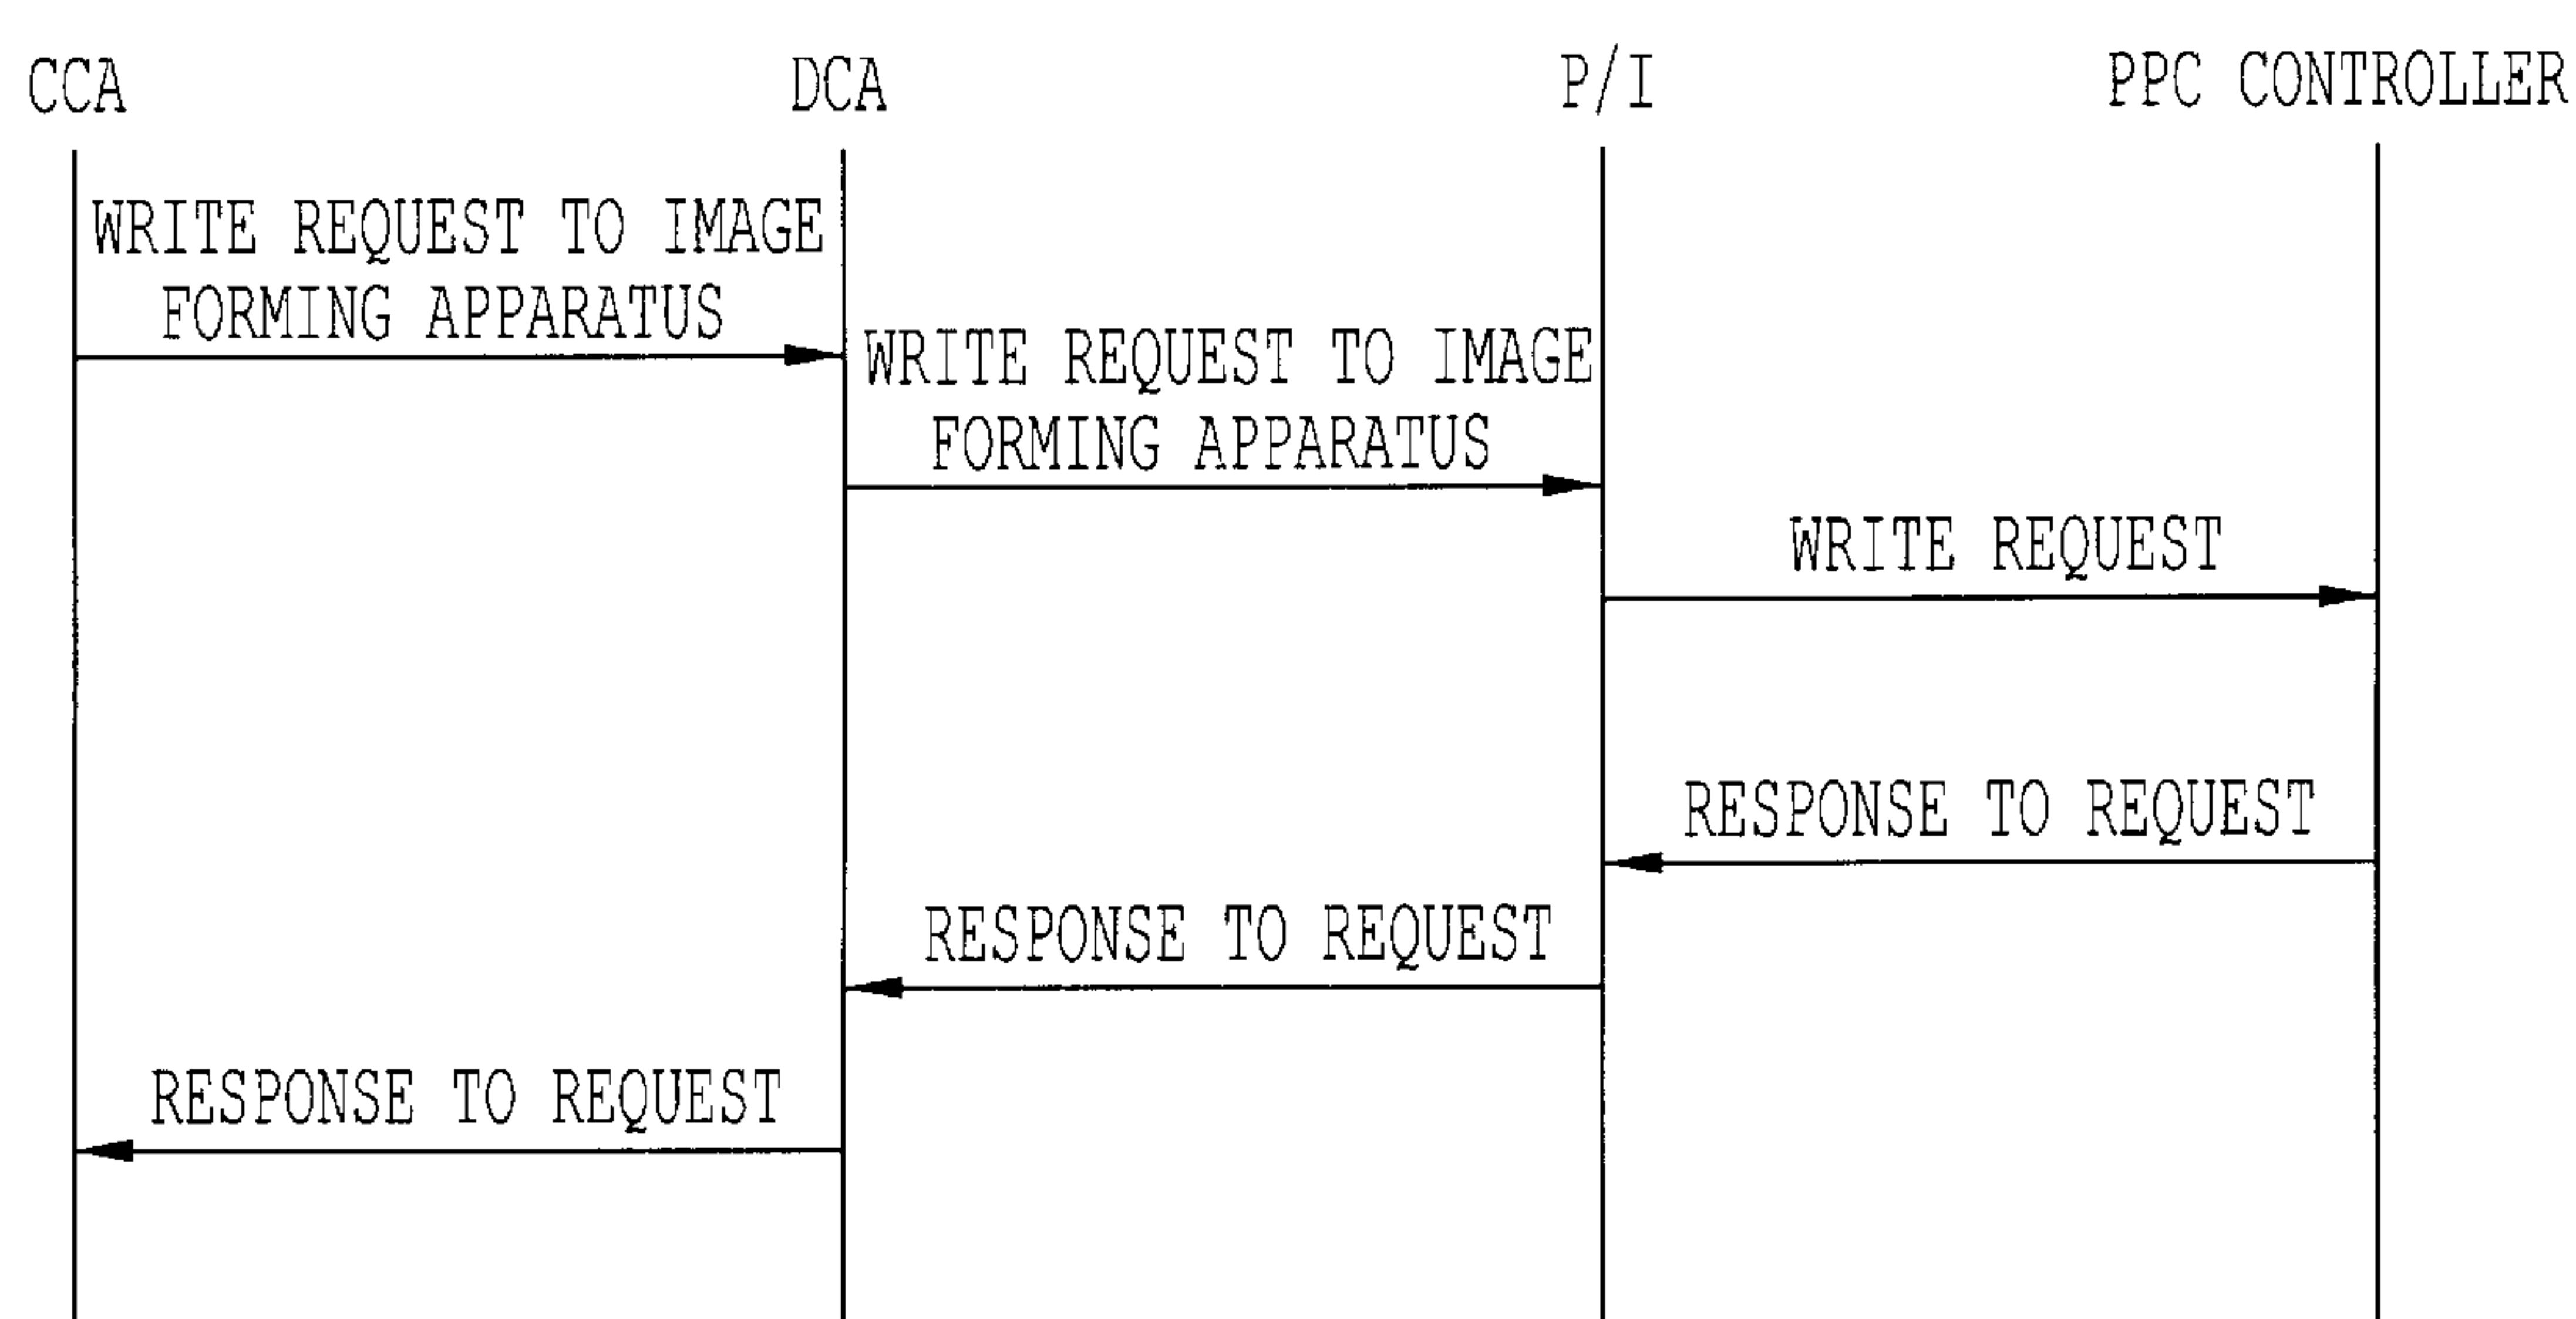 CCA DCA P/I PPC CONTROLLER
WRITE REQUEST TO IMAGE
FORMING APPARATUS
WRITE REQUEST TO IMAGE
FORMING APPARATUS
WRITE REQUEST
RESPONSE TO REQUEST
RESPONSE TO REQUEST
RESPONSE TO REQUEST